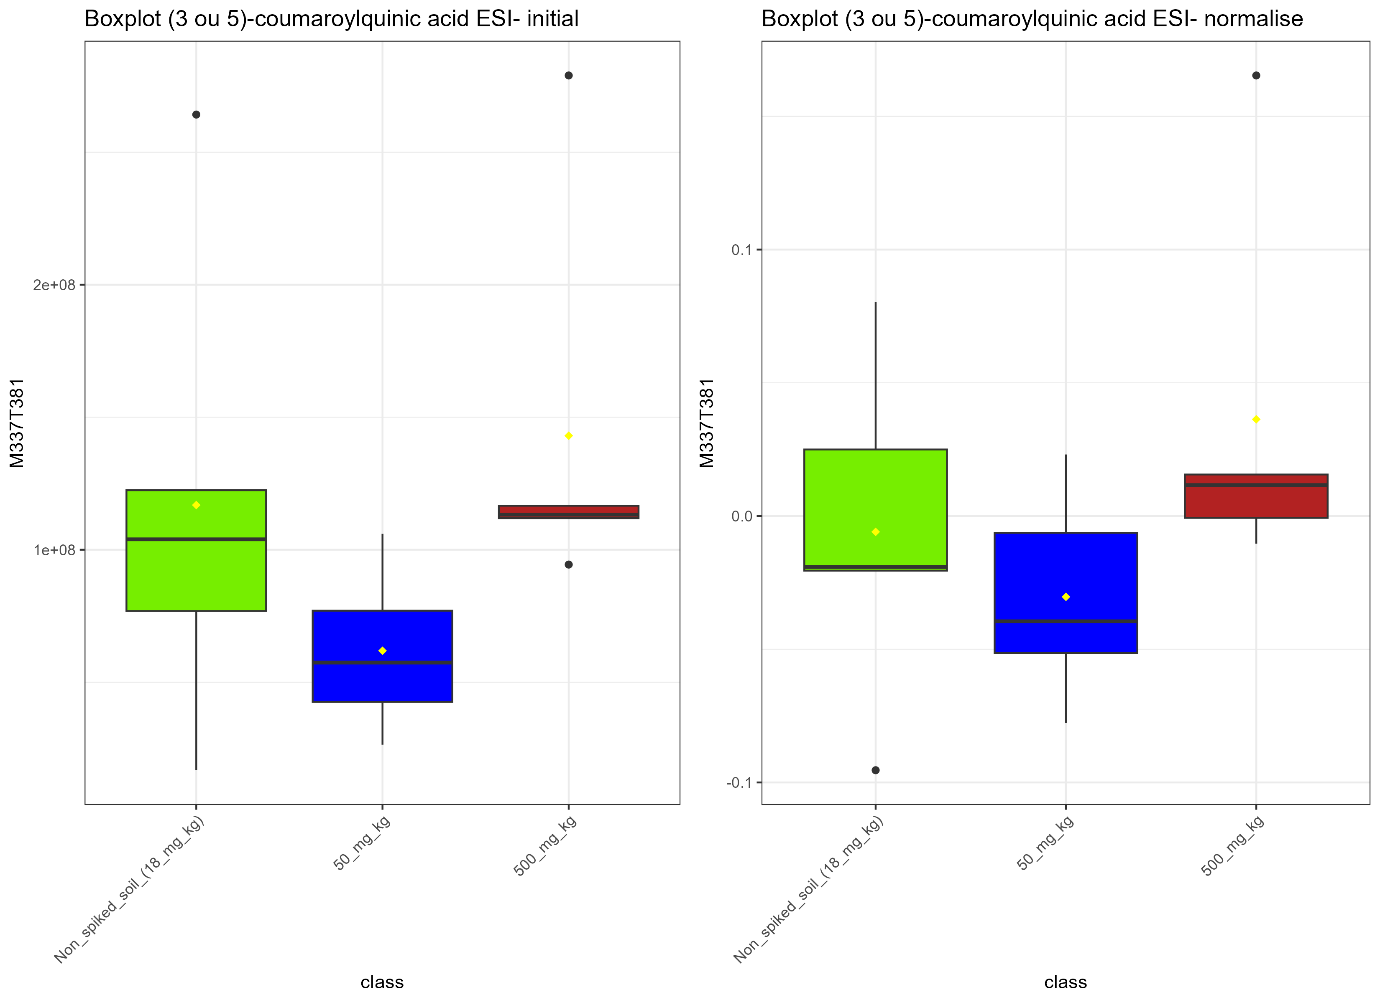 Boxplot (3 ou 5)-coumaroylquinic acid ESI- initial
M337T381
2e+08
1e+08
Non_spiked_soil_(18_mg_kg)
50_mg_kg
500_mg_kg
class
Boxplot (3 ou 5)-coumaroylquinic acid ESI- normalise
M337T381
0.1
0.0
-0.1
Non_spiked_soil_(18_mg_kg)
50_mg_kg
500_mg_kg
class